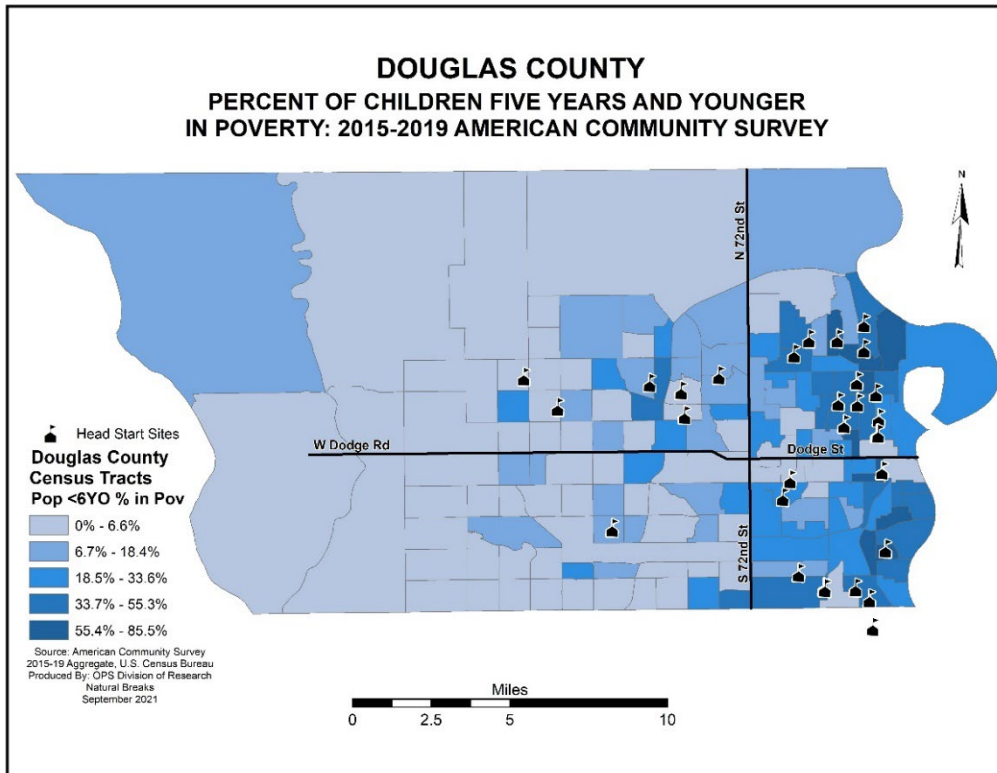 DOUGLAS COUNTY
PERCENT OF CHILDREN FIVE YEARS AND YOUNGER
IN POVERTY: 2015-2019 AMERICAN COMMUNITY SURVEY
N
N 72nd St
W Dodge Rd
Dodge St
S 72nd St
Head Start Sites
Douglas County
Census Tracts
Pop <6YO % in Pov
0% - 6.6%
6.7% - 18.4%
18.5% - 33.6%
33.7% - 55.3%
55.4% - 85.5%
Source: American Community Survey
2015-19 Aggregate, U.S. Census Bureau
Produced By: OPS Division of Research
Natural Breaks
September 2021
Miles
0 2.5 5 10